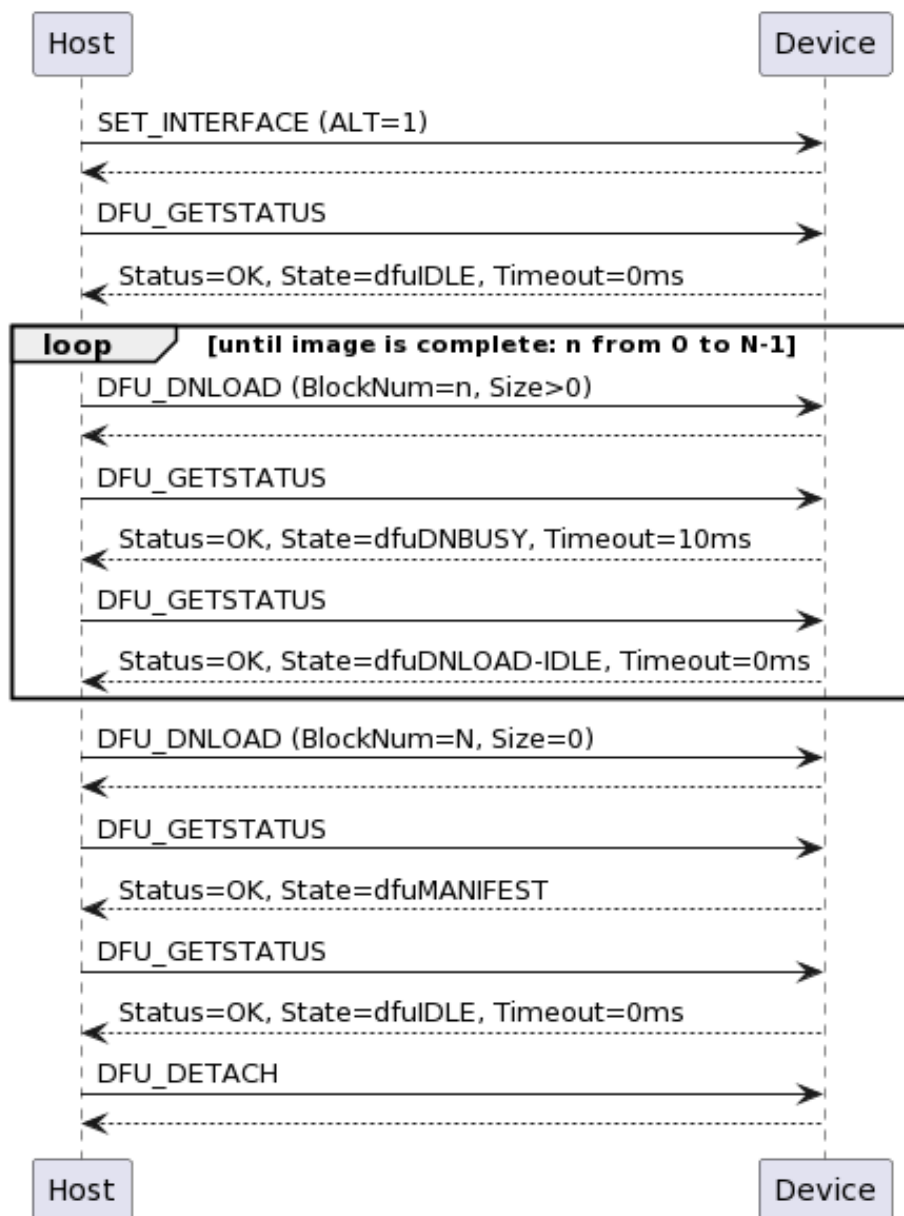 Host Device
SET_INTERFACE (ALT=1)
DFU_GETSTATUS
Status=OK, State=dfuIDLE, Timeout=0ms
loop [until image is complete: n from 0 to N-1]
DFU_DNLOAD (BlockNum=n, Size>0)
DFU_GETSTATUS
Status=OK, State=dfuDNBUSY, Timeout=10ms
DFU_GETSTATUS
Status=OK, State=dfuDNLOAD-IDLE, Timeout=0ms
DFU_DNLOAD (BlockNum=N, Size=0)
DFU_GETSTATUS
Status=OK, State=dfuMANIFEST
DFU_GETSTATUS
Status=OK, State=dfuIDLE, Timeout=0ms
DFU_DETACH
Host Device